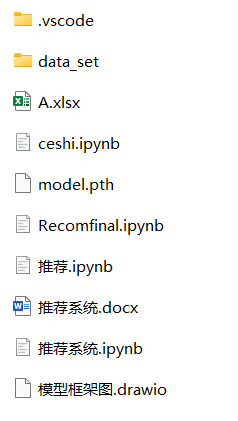 .vscode
data_set
A.xlsx
ceshi.ipynb
model.pth
Recomfinal.ipynb
推荐.ipynb
推荐系统.docx
推荐系统.ipynb
模型框架图.drawio